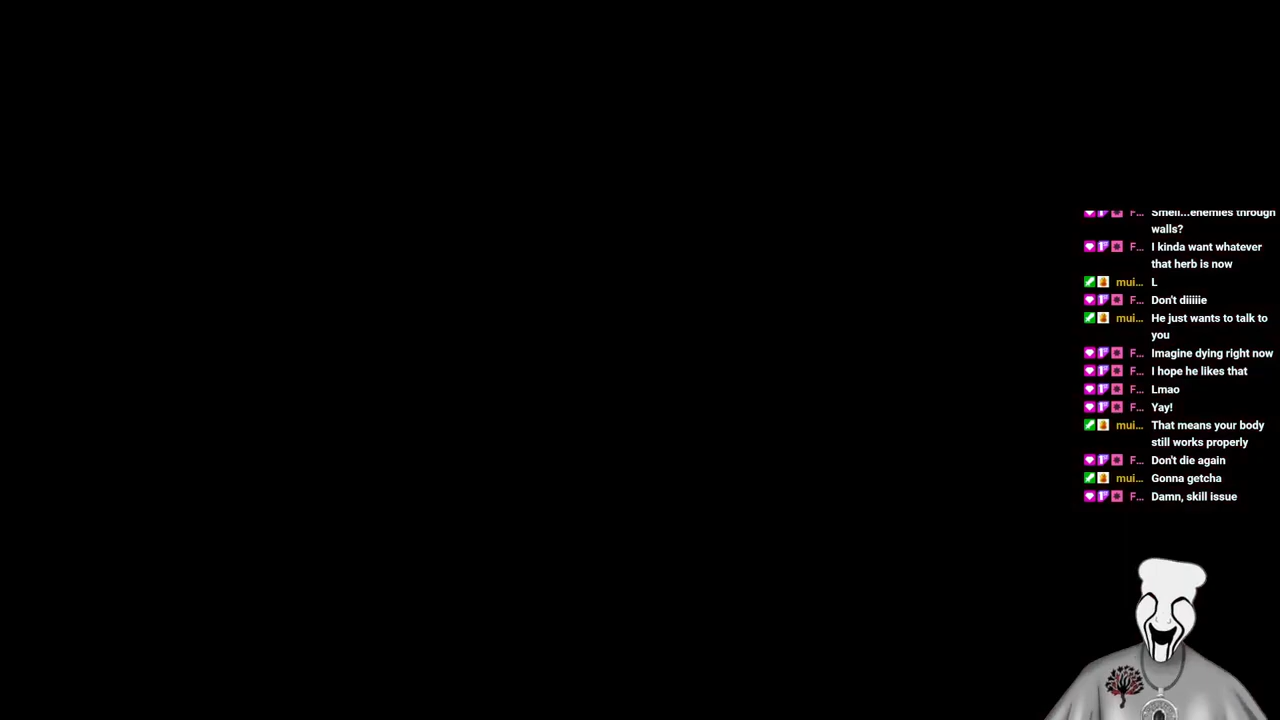 F... Smell...enemies through
walls?
F... I kinda want whatever
that herb is now
mui... L
F... Don't diiiiie
mui... He just wants to talk to
you
F... Imagine dying right now
F... I hope he likes that
F... Lmao
F... Yay!
mui... That means your body
still works properly
F... Don't die again
mui... Gonna getcha
F... Damn, skill issue